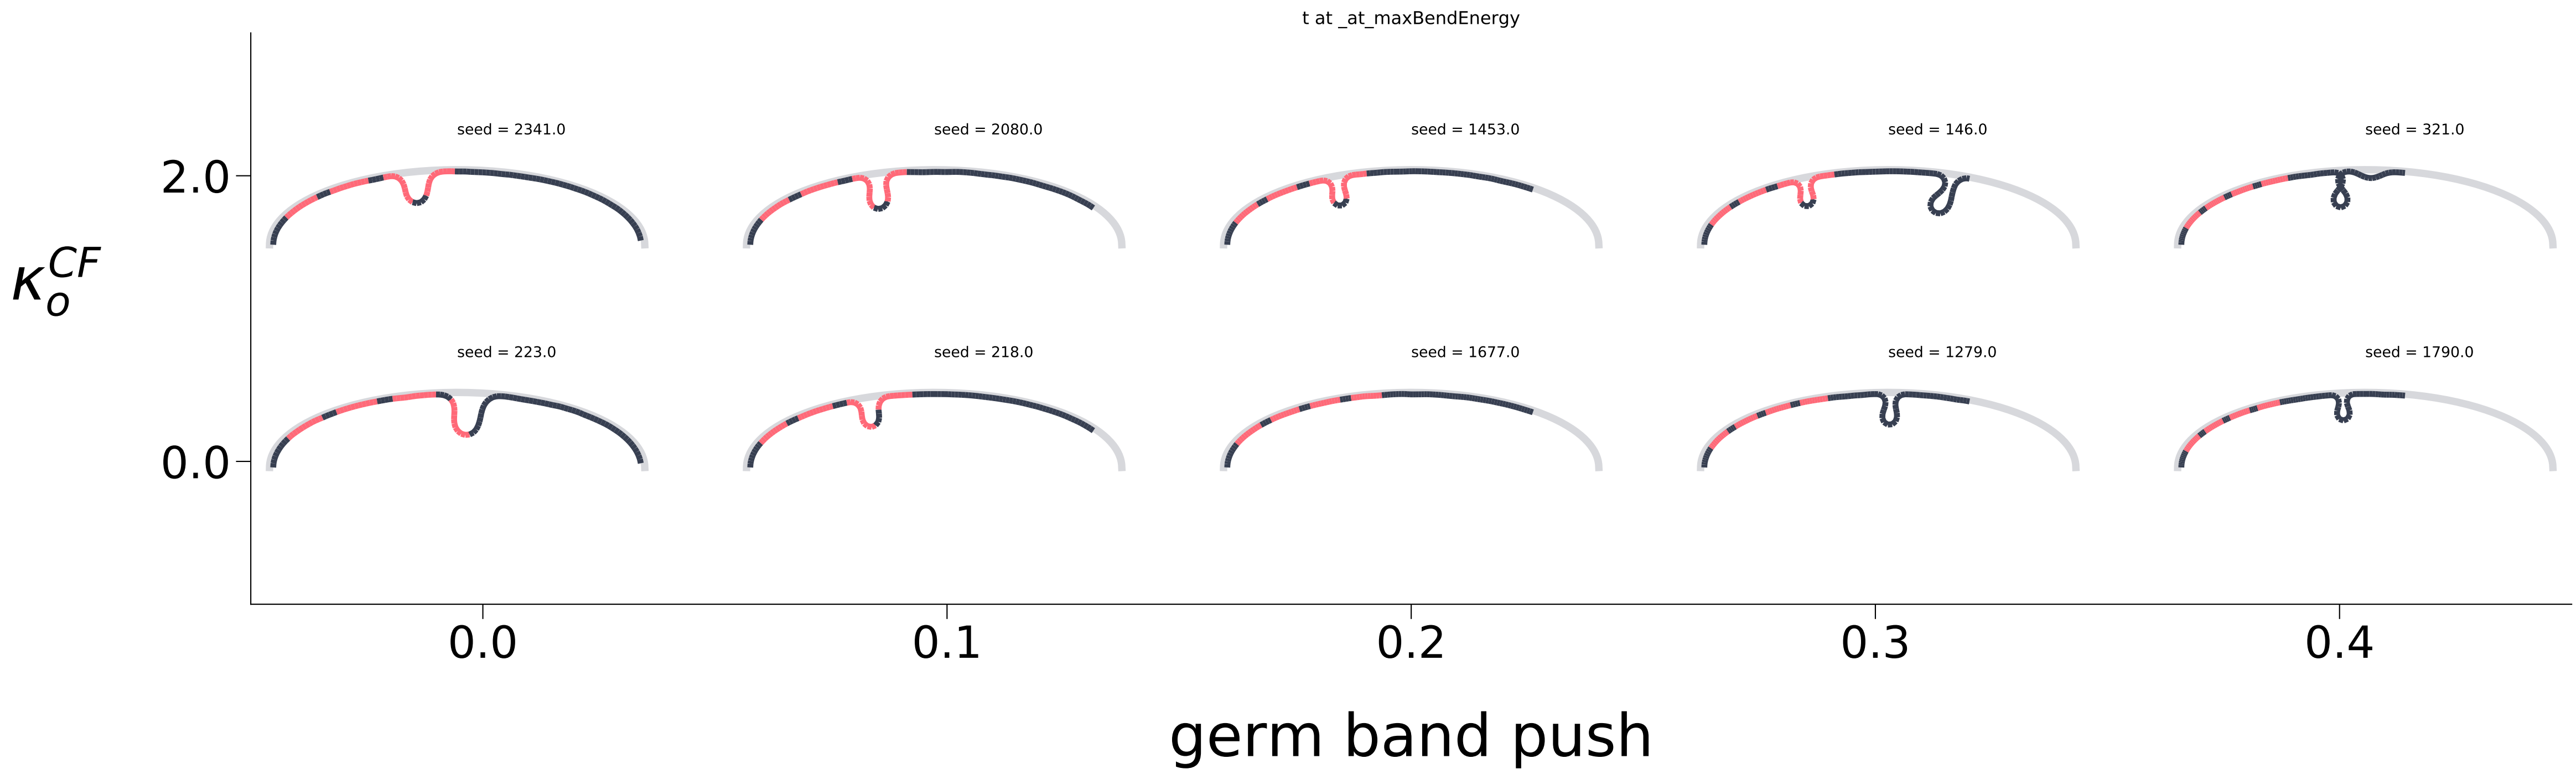 t at _at_maxBendEnergy
seed = 2341.0
seed = 2080.0
seed = 1453.0
seed = 146.0
seed = 321.0
2.0
κ_o^CF
seed = 223.0
seed = 218.0
seed = 1677.0
seed = 1279.0
seed = 1790.0
0.0
0.0 0.1 0.2 0.3 0.4
germ band push